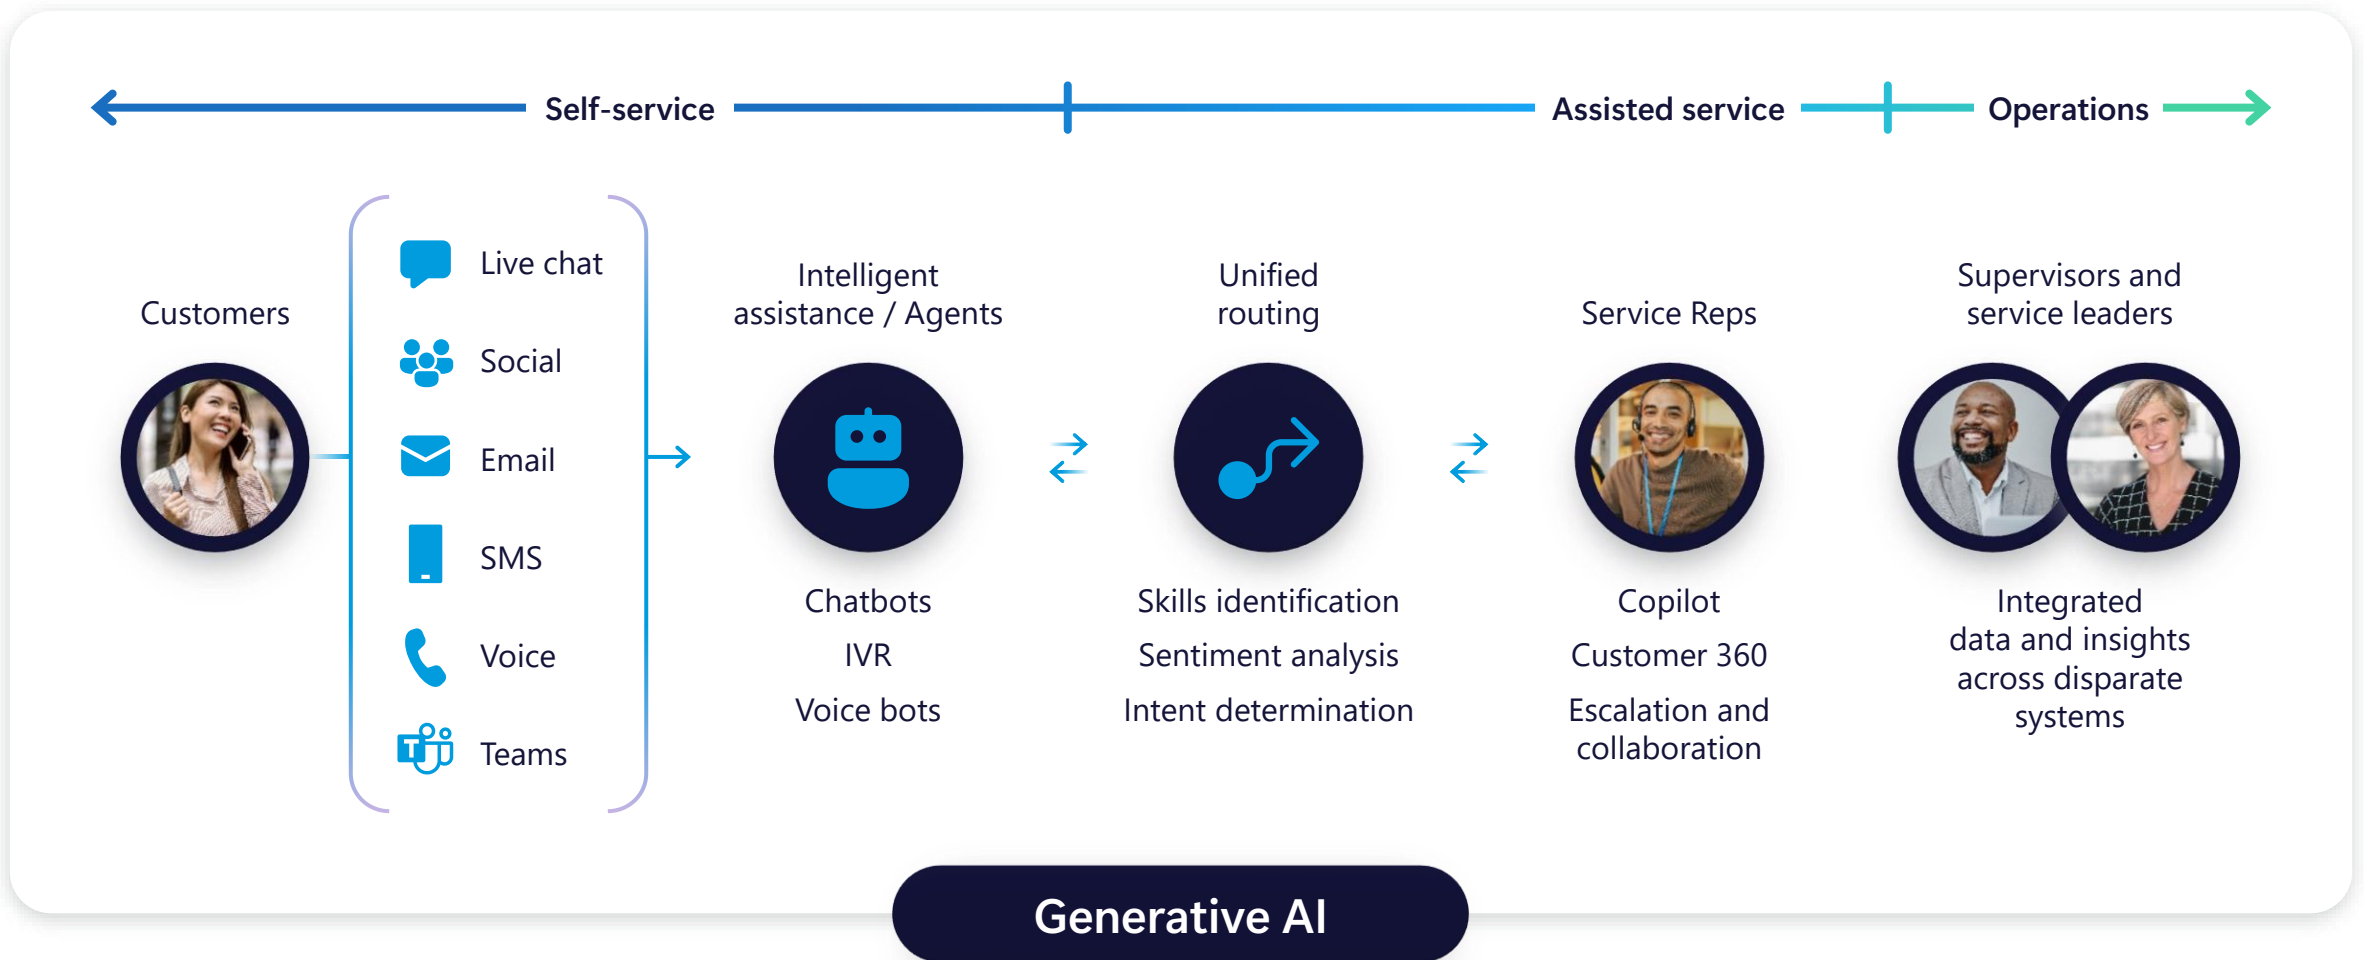 Self-service
Assisted service
Operations
Customers
Live chat
Social
Email
SMS
Voice
Teams
Intelligent
assistance / Agents
Chatbots
IVR
Voice bots
Unified
routing
Skills identification
Sentiment analysis
Intent determination
Service Reps
Copilot
Customer 360
Escalation and
collaboration
Supervisors and
service leaders
Integrated
data and insights
across disparate
systems
Generative AI